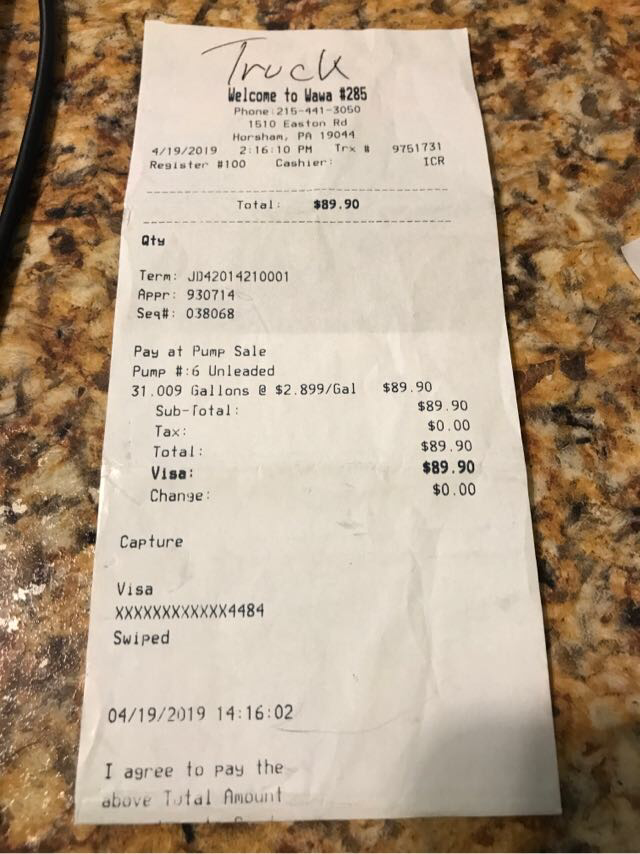 Truck
Welcome to Wawa #285
Phone:215-441-3050
1510 Easton Rd
Horsham, PA 19044
4/19/2019 2:16:10 PM Trx # 9751731
Register #100 Cashier: ICR
Total: $89.90
Qty
Term: JD42014210001
Appr: 930714
Seq#: 038068
Pay at Pump Sale
Pump #:6 Unleaded
31.009 Gallons @ $2.899/Gal $89.90
Sub-Total: $89.90
Tax: $0.00
Total: $89.90
Visa: $89.90
Change: $0.00
Capture
Visa
XXXXXXXXXXXX4484
Swiped
04/19/2019 14:16:02
I agree to pay the
above Total Amount